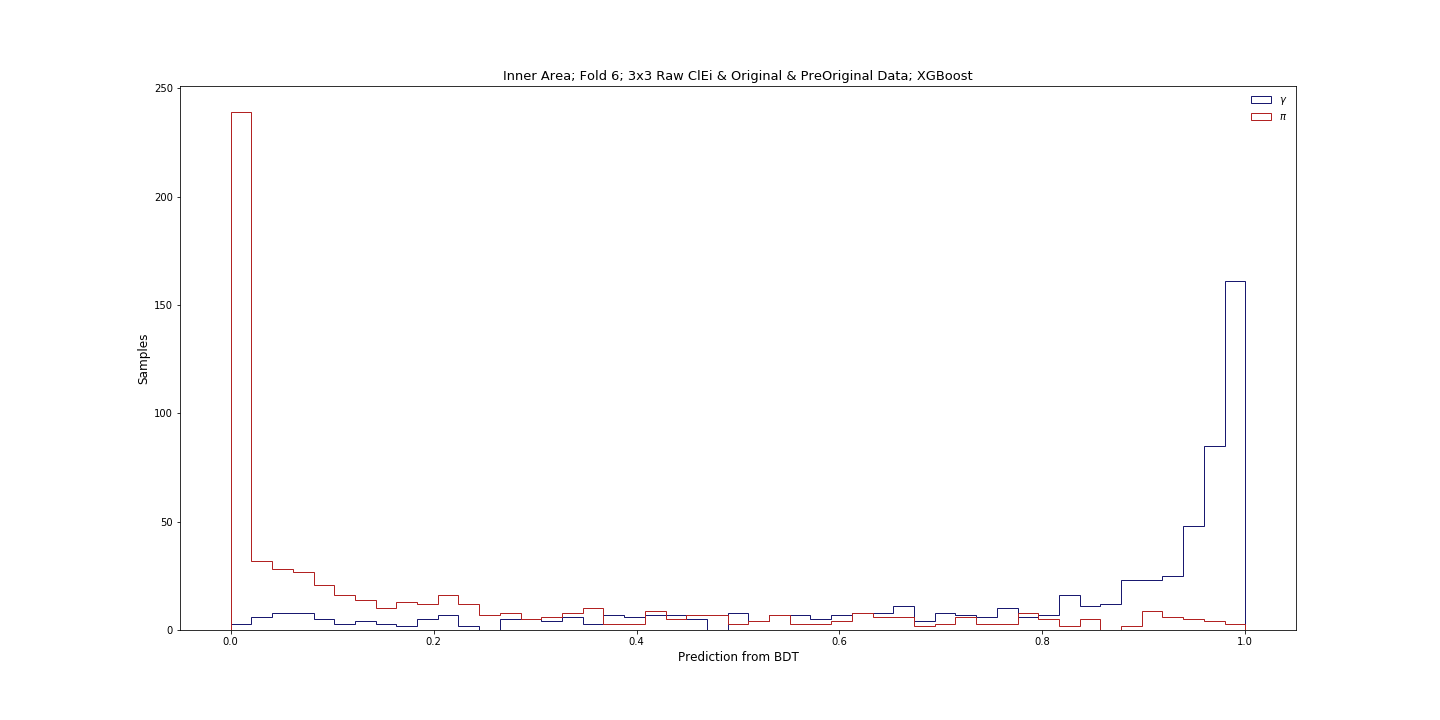 Inner Area; Fold 6; 3x3 Raw ClEi & Original & PreOriginal Data; XGBoost
250
200
150
100
50
0
Samples
γ
π
0.0 0.2 0.4 0.6 0.8 1.0
Prediction from BDT